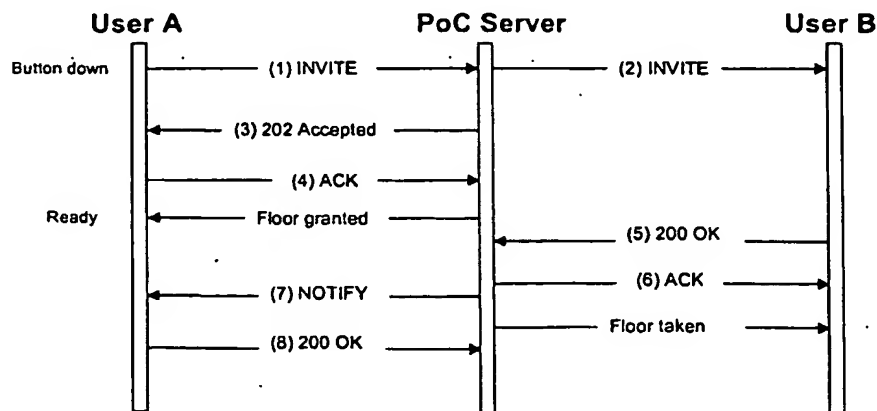 User A PoC Server User B
Button down (1) INVITE (2) INVITE
(3) 202 Accepted
(4) ACK
Ready Floor granted
(5) 200 OK
(6) ACK
(7) NOTIFY
Floor taken
(8) 200 OK